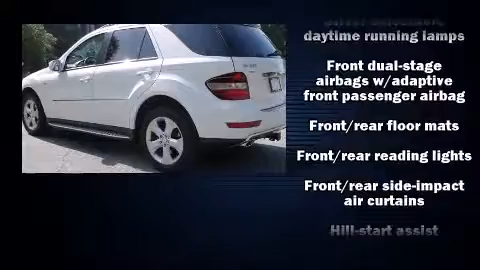 daytime running lamps
Front dual-stage
airbags w/adaptive
front passenger airbag
Front/rear floor mats
Front/rear reading lights
Front/rear side-impact
air curtains
Hill-start assist